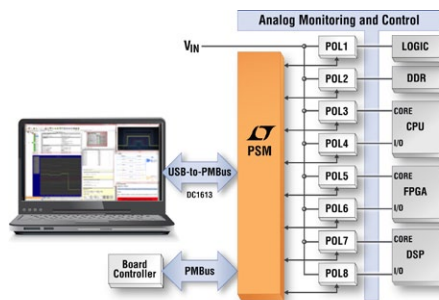 Analog Monitoring and Control
VIN
POL1
LOGIC
POL2
DDR
POL3
CORE
CPU
POL4
I/O
PSM
USB-to-PMBus
DC1613
POL5
CORE
FPGA
POL6
I/O
POL7
CORE
DSP
POL8
I/O
Board
Controller
PMBus